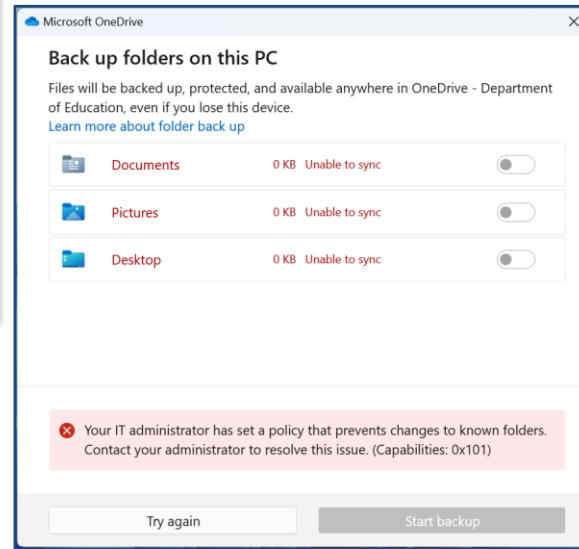 Microsoft OneDrive
Back up folders on this PC
Files will be backed up, protected, and available anywhere in OneDrive - Department
of Education, even if you lose this device.
Learn more about folder back up
Documents 0 KB Unable to sync
Pictures 0 KB Unable to sync
Desktop 0 KB Unable to sync
Your IT administrator has set a policy that prevents changes to known folders.
Contact your administrator to resolve this issue. (Capabilities: 0x101)
Try again Start backup